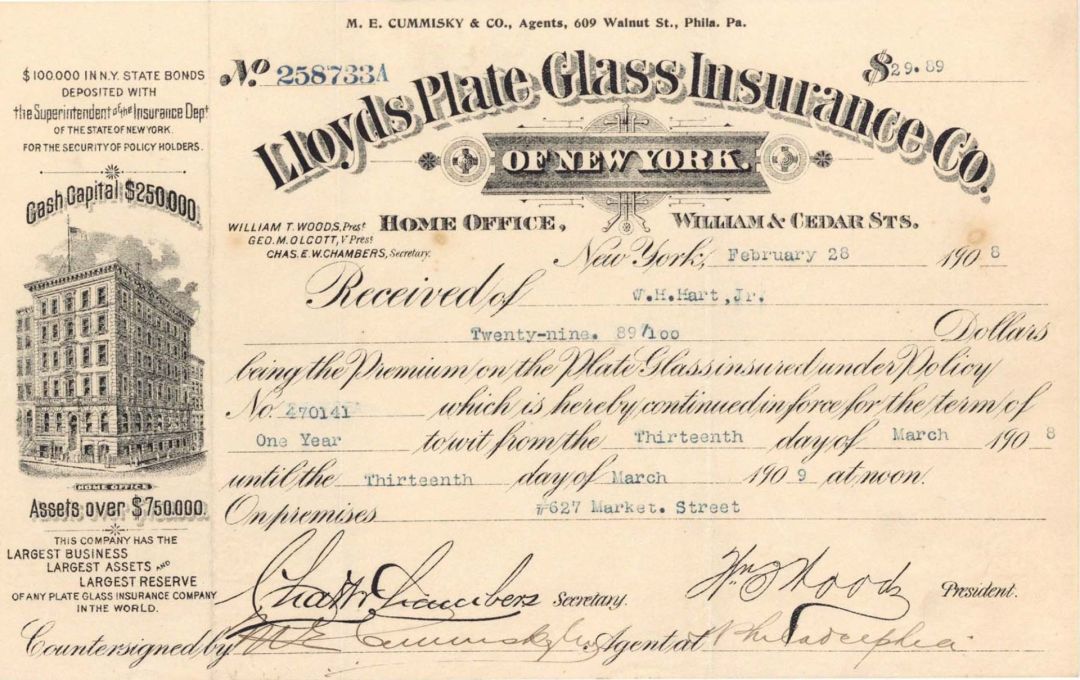 M. E. CUMMISKY & CO., Agents, 609 Walnut St., Phila. Pa.
$100.000 IN N.Y. STATE BONDS
DEPOSITED WITH
the Superintendent of the Insurance Dept
OF THE STATE OF NEW YORK.
FOR THE SECURITY OF POLICY HOLDERS.
Cash Capital $250.000.
HOME OFFICE
Assets over $750.000.
THIS COMPANY HAS THE
LARGEST BUSINESS
LARGEST ASSETS AND
LARGEST RESERVE
OF ANY PLATE GLASS INSURANCE COMPANY
IN THE WORLD.
No 258733A $29.89
Lloyds Plate Glass Insurance Co.
OF NEW YORK.
WILLIAM T. WOODS, Prest
GEO. M. OLCOTT, V Prest
CHAS. E. W. CHAMBERS, Secretary.
HOME OFFICE, WILLIAM & CEDAR STS.
New York, February 28 1908
Received of W.H.Hart,Jr.
Twenty-nine. 89/100 Dollars
being the Premium on the Plate Glass insured under Policy
No. 470141 which is hereby continued in force for the term of
One Year to wit from the Thirteenth day of March 1908
until the Thirteenth day of March 1909 at noon.
On premises #627 Market. Street
Chas W Chambers Secretary. Wm T Woods President.
Countersigned by M E Cummisky Co. Agent at Philadelphia